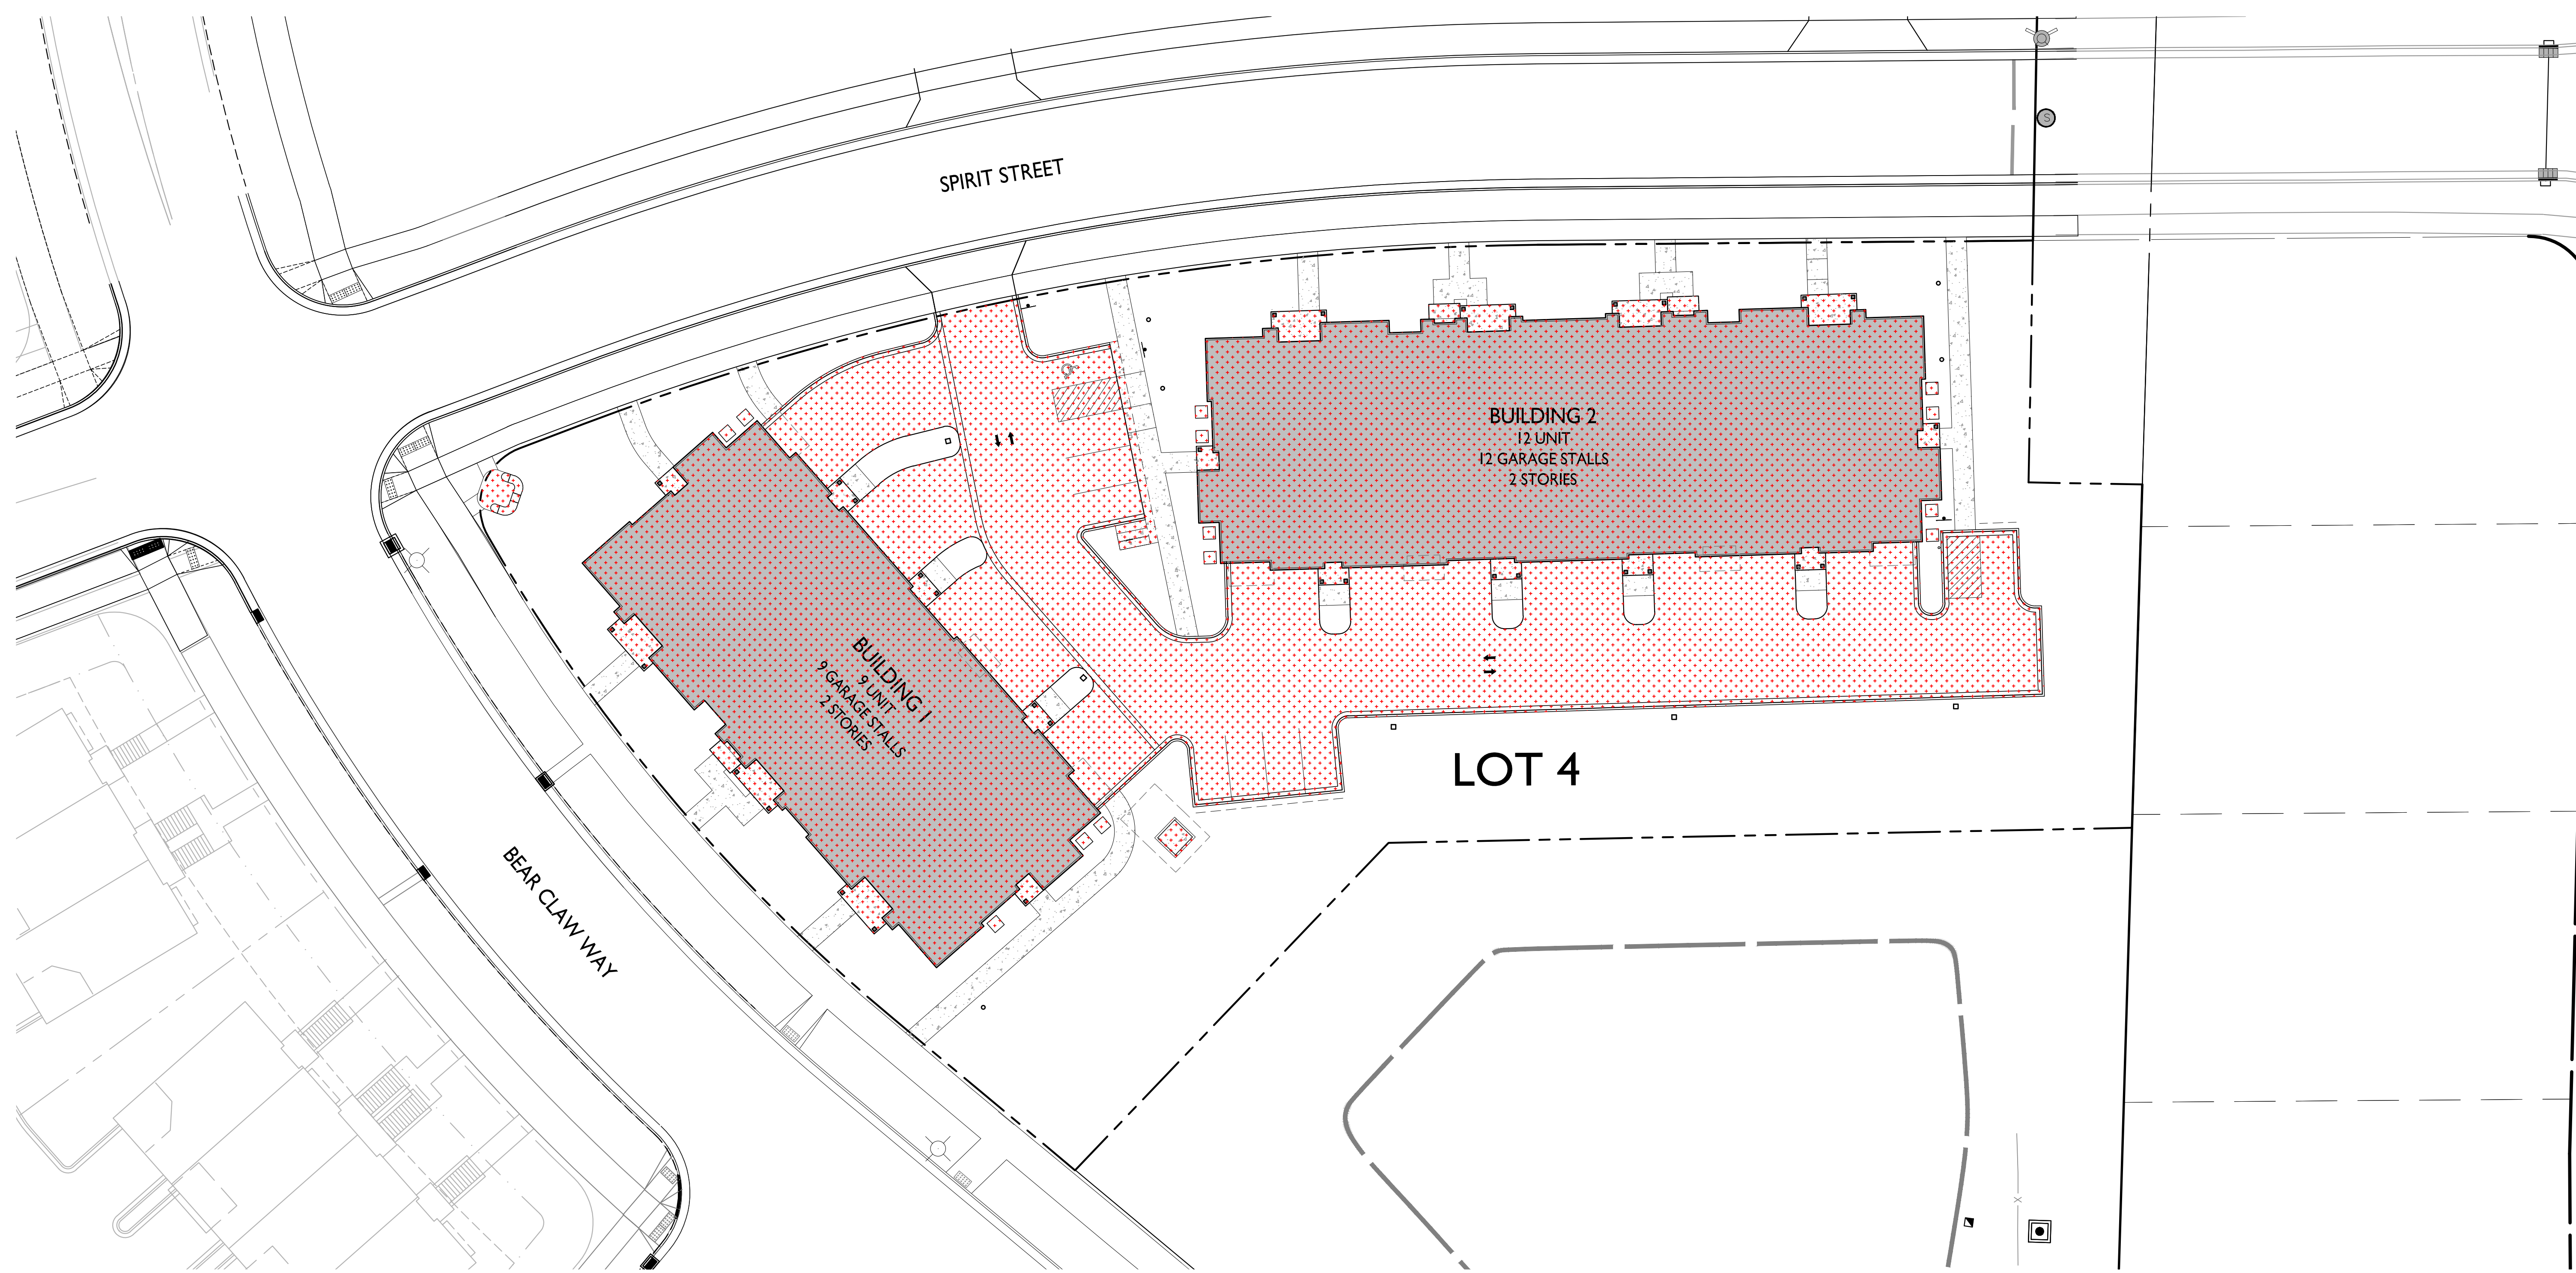 SPIRIT STREET
BUILDING 2
12 UNIT
12 GARAGE STALLS
2 STORIES
S
BUILDING 1
9 UNIT
9 GARAGE STALLS
2 STORIES
LOT 4
BEAR CLAW WAY